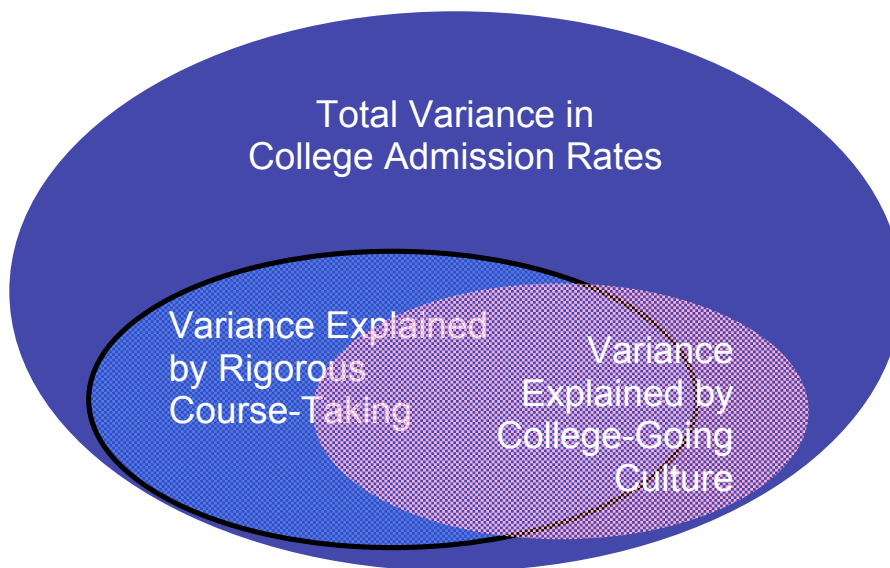 Total Variance in
College Admission Rates
Variance Explained
by Rigorous
Course-Taking
Variance
Explained by
College-Going
Culture